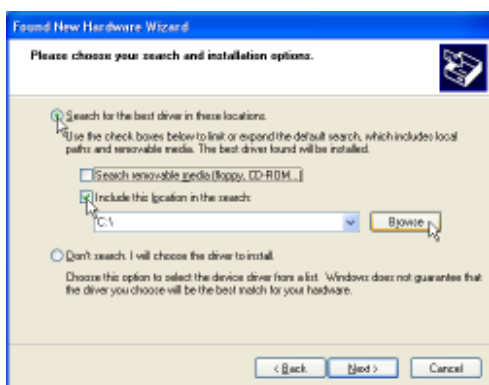 Found New Hardware Wizard
Please choose your search and installation options.
Search for the best driver in these locations.
Use the check boxes below to limit or expand the default search, which includes local
paths and removable media. The best driver found will be installed.
Search removable media (floppy, CD-ROM...)
Include this location in the search:
C:\
Browse
Don't search. I will choose the driver to install.
Choose this option to select the device driver from a list. Windows does not guarantee that
the driver you choose will be the best match for your hardware.
< Back Next > Cancel